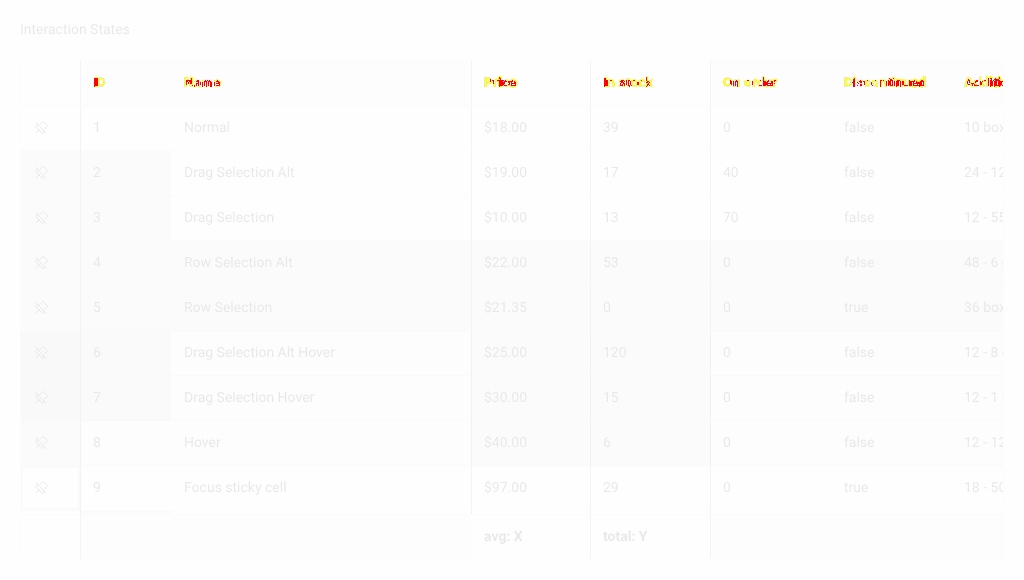 Interaction States
ID Name Price In stock On order Discontinued
1 Normal $18.00 39 0 false 10 box
2 Drag Selection Alt $19.00 17 40 false 24 - 12
3 Drag Selection $10.00 13 70 false 12 - 55
4 Row Selection Alt $22.00 53 0 false 48 - 6
5 Row Selection $21.35 0 0 true 36 box
6 Drag Selection Alt Hover $25.00 120 0 false 12 - 8
7 Drag Selection Hover $30.00 15 0 false 12 - 1
8 Hover $40.00 6 0 false 12 - 12
9 Focus sticky cell $97.00 29 0 true 18 - 50
avg: X total: Y